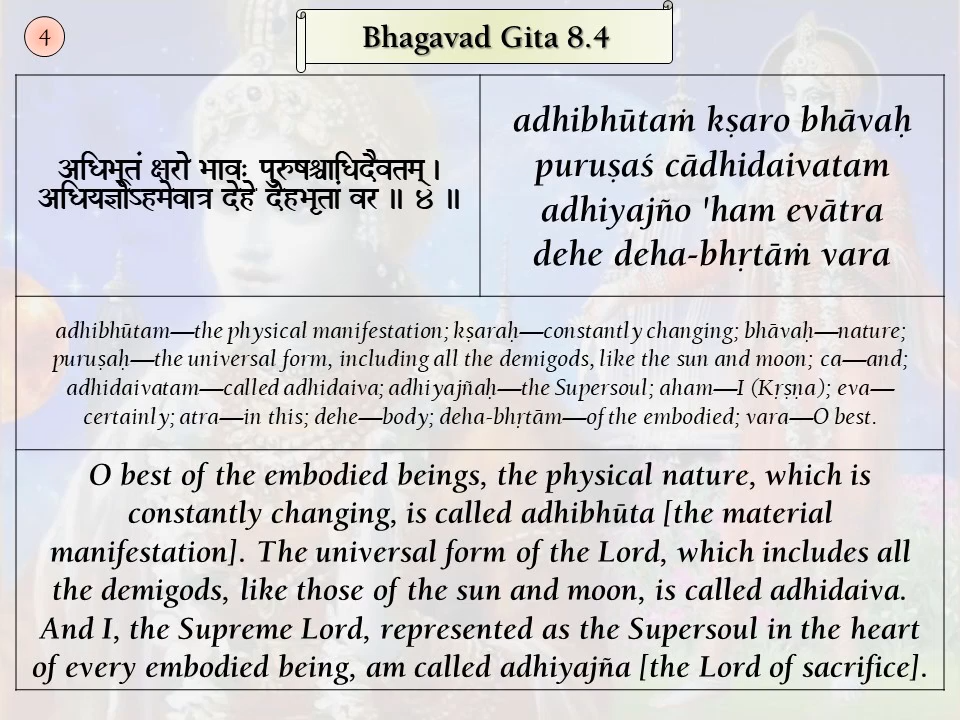 4
Bhagavad Gita 8.4
अधिभूतं क्षरो भावः पुरुषश्चाधिदैवतम् ।
अधियज्ञोऽहमेवात्र देहे देहभृतां वर ॥ ४ ॥
adhibhūtaṁ kṣaro bhāvaḥ
puruṣaś cādhidaivatam
adhiyajño 'ham evātra
dehe deha-bhṛtāṁ vara
adhibhūtam—the physical manifestation; kṣaraḥ—constantly changing; bhāvaḥ—nature;
puruṣaḥ—the universal form, including all the demigods, like the sun and moon; ca—and;
adhidaivatam—called adhidaiva; adhiyajñaḥ—the Supersoul; aham—I (Kṛṣṇa); eva—
certainly; atra—in this; dehe—body; deha-bhṛtām—of the embodied; vara—O best.
O best of the embodied beings, the physical nature, which is
constantly changing, is called adhibhūta [the material
manifestation]. The universal form of the Lord, which includes all
the demigods, like those of the sun and moon, is called adhidaiva.
And I, the Supreme Lord, represented as the Supersoul in the heart
of every embodied being, am called adhiyajña [the Lord of sacrifice].